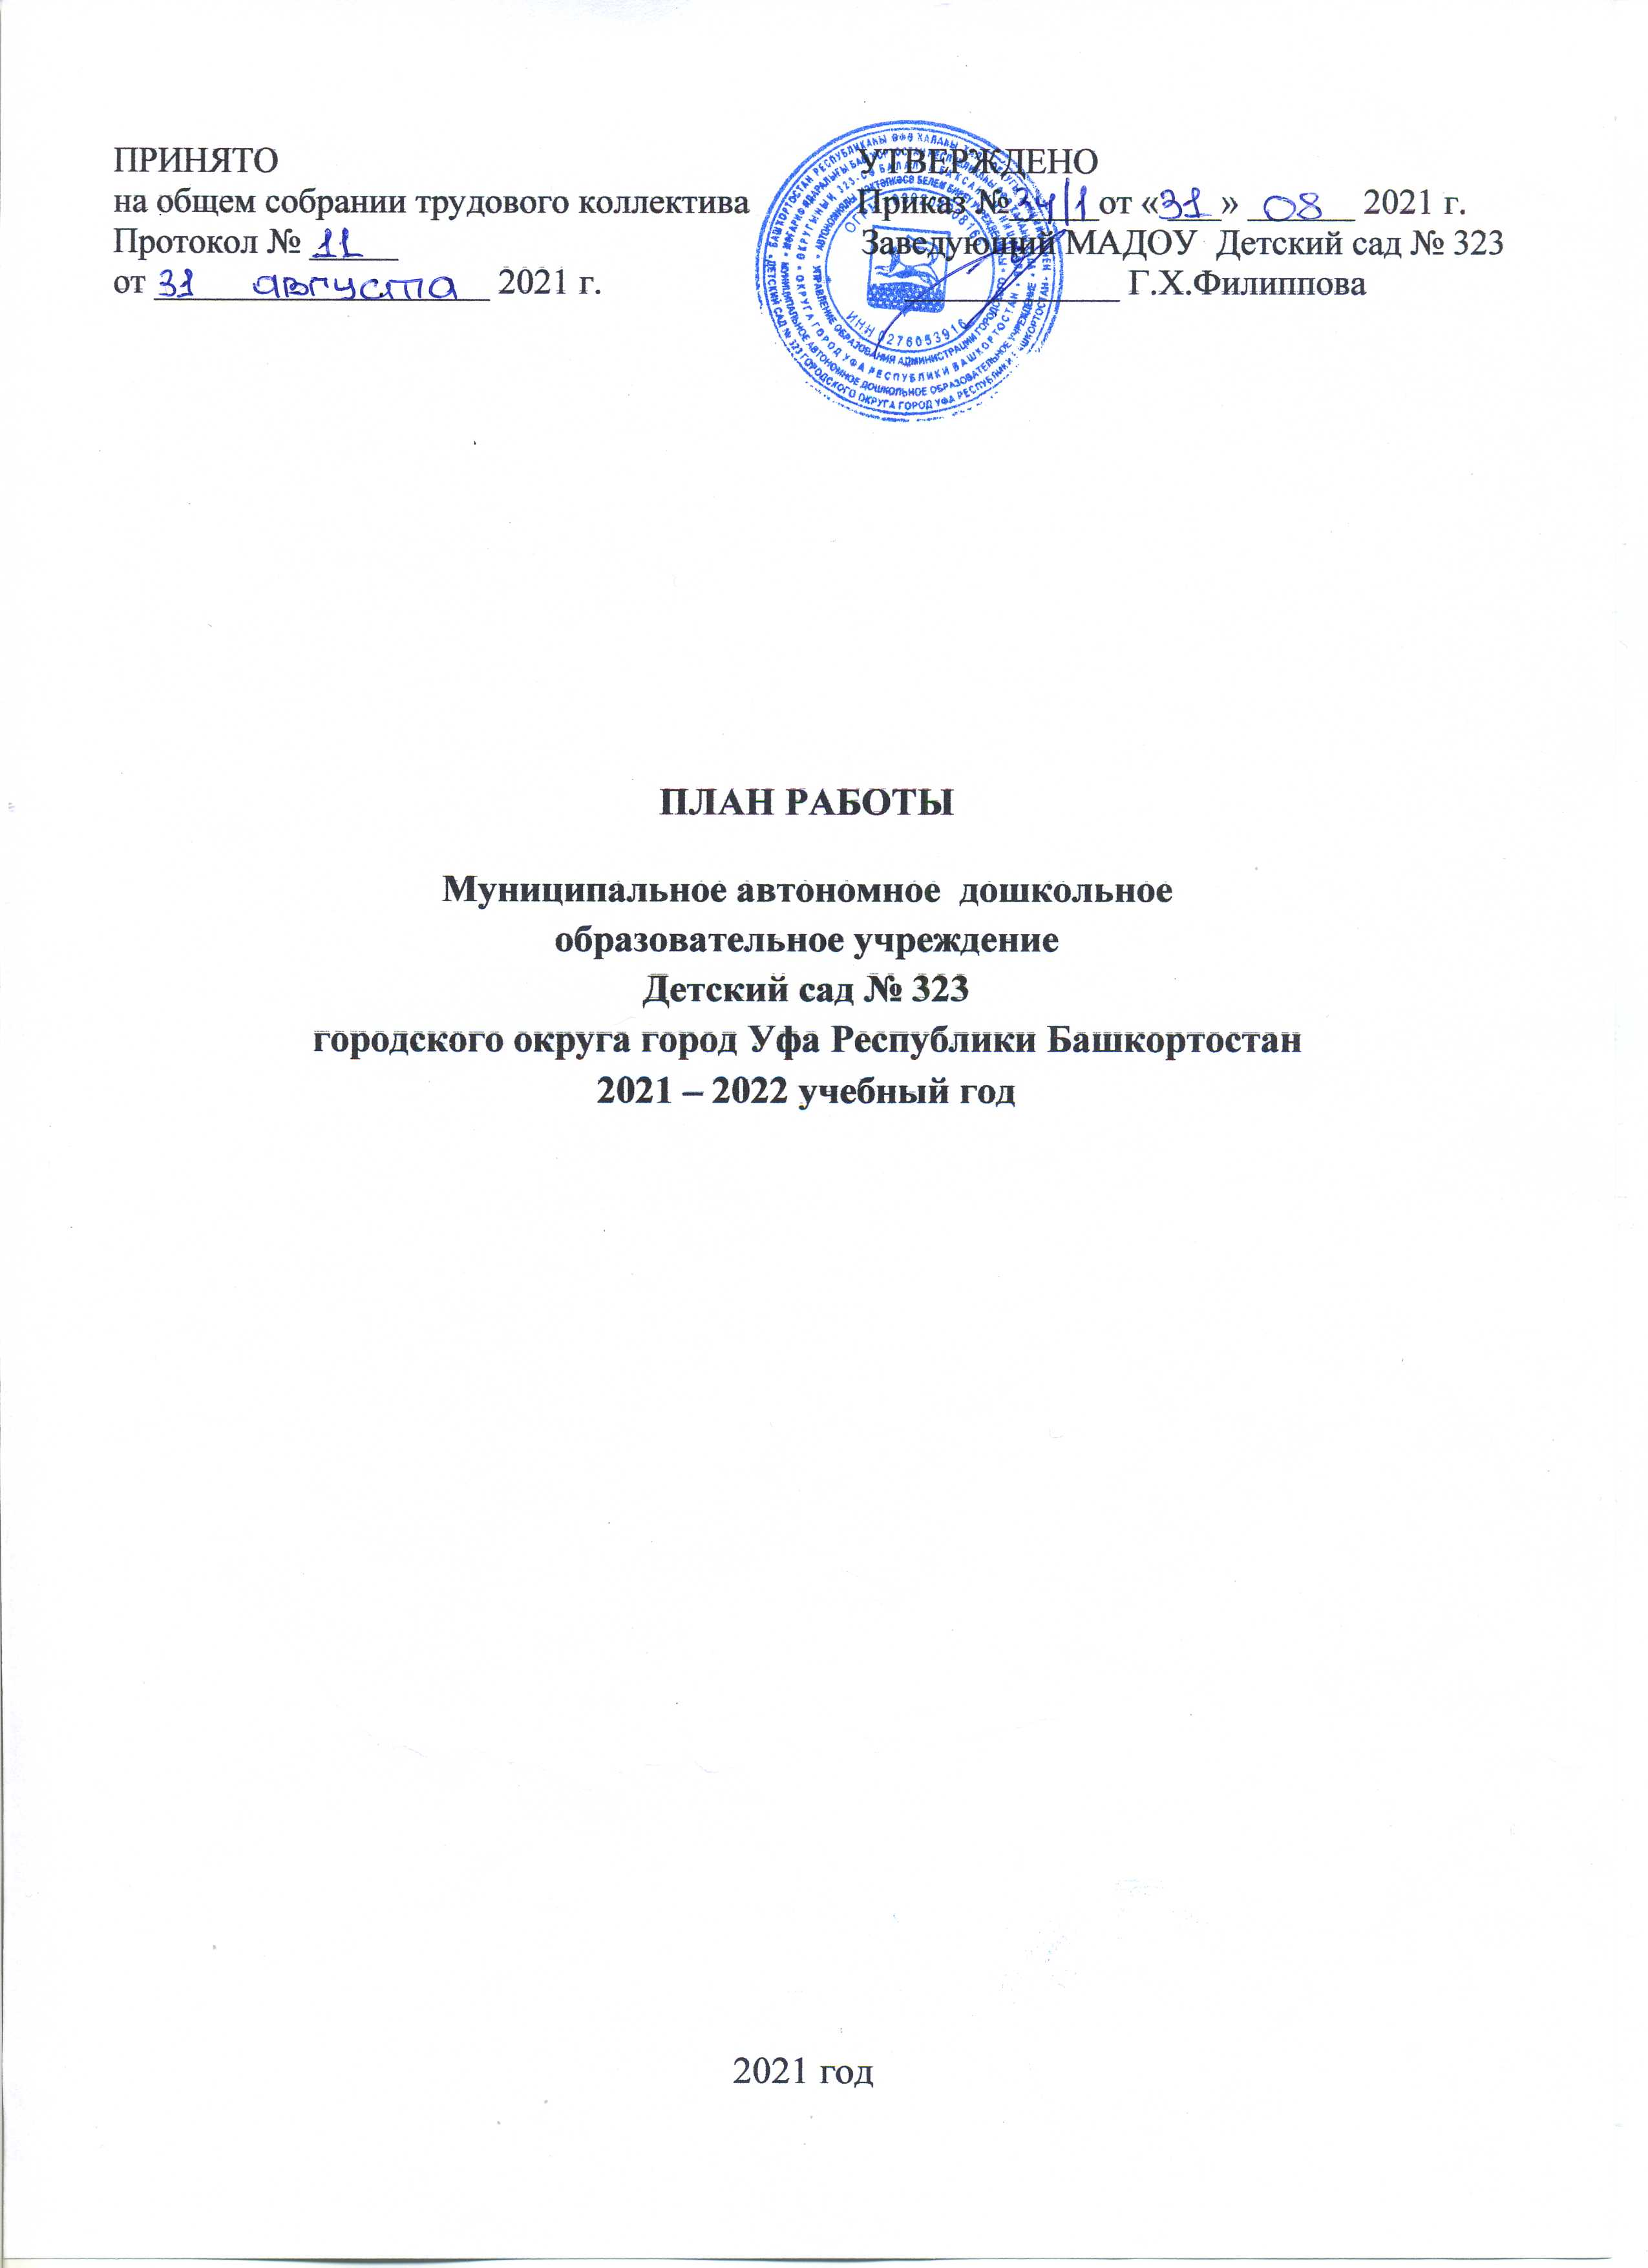 ПРИНЯТО
на общем собрании трудового коллектива
Протокол № 11
от 31 августа 2021 г.
УТВЕРЖДЕНО
Приказ № от «31» 08 2021 г.
Заведующий МАДОУ Детский сад № 323
Г.Х.Филиппова
ИНН 0276053916
ПЛАН РАБОТЫ
Муниципальное автономное дошкольное
образовательное учреждение
Детский сад № 323
городского округа город Уфа Республики Башкортостан
2021 – 2022 учебный год
2021 год